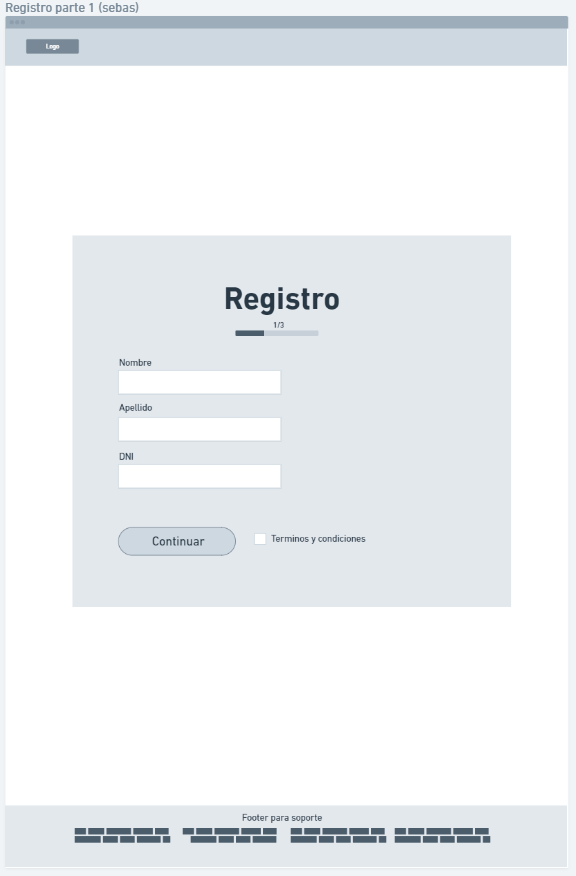 Registro parte 1 (sebas)
Logo
Registro
1/3
Nombre
Apellido
DNI
Continuar
Terminos y condiciones
Footer para soporte